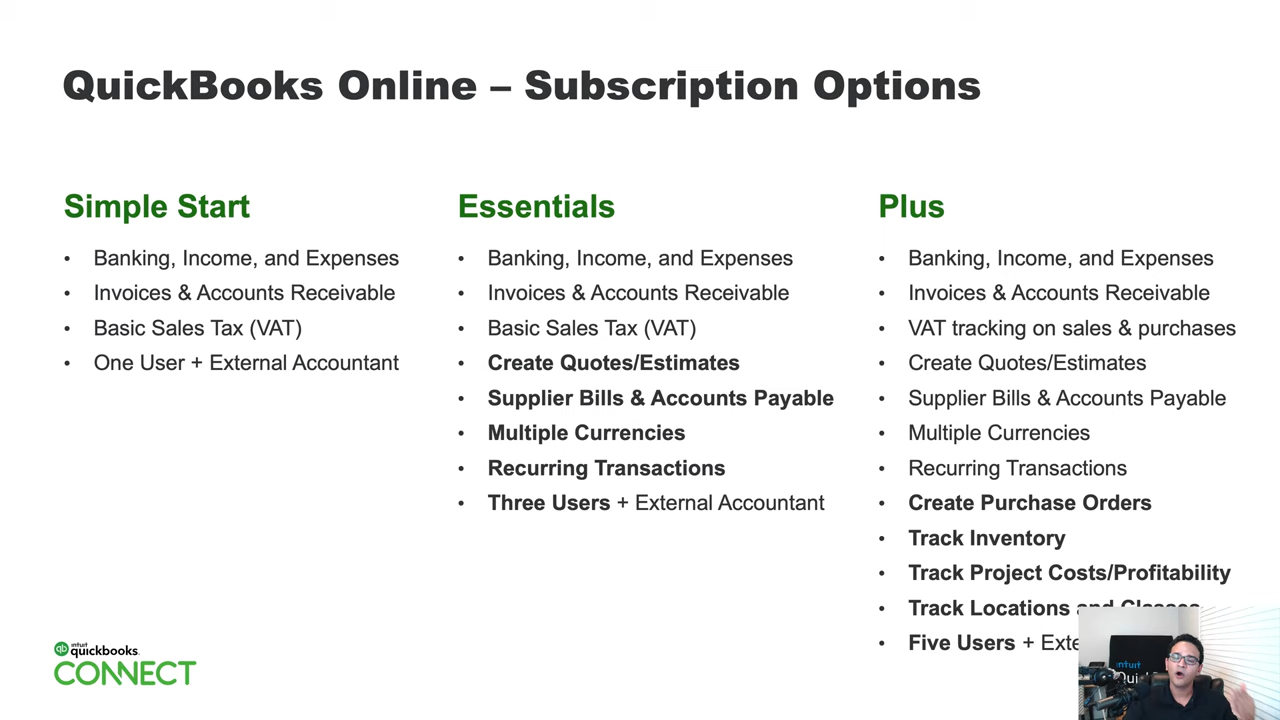 QuickBooks Online – Subscription Options
Simple Start
• Banking, Income, and Expenses
• Invoices & Accounts Receivable
• Basic Sales Tax (VAT)
• One User + External Accountant
Essentials
• Banking, Income, and Expenses
• Invoices & Accounts Receivable
• Basic Sales Tax (VAT)
• Create Quotes/Estimates
• Supplier Bills & Accounts Payable
• Multiple Currencies
• Recurring Transactions
• Three Users + External Accountant
Plus
• Banking, Income, and Expenses
• Invoices & Accounts Receivable
• VAT tracking on sales & purchases
• Create Quotes/Estimates
• Supplier Bills & Accounts Payable
• Multiple Currencies
• Recurring Transactions
• Create Purchase Orders
• Track Inventory
• Track Project Costs/Profitability
• Track Locations and Classes
• Five Users +
qb intuit
quickbooks.
CONNECT
intuit